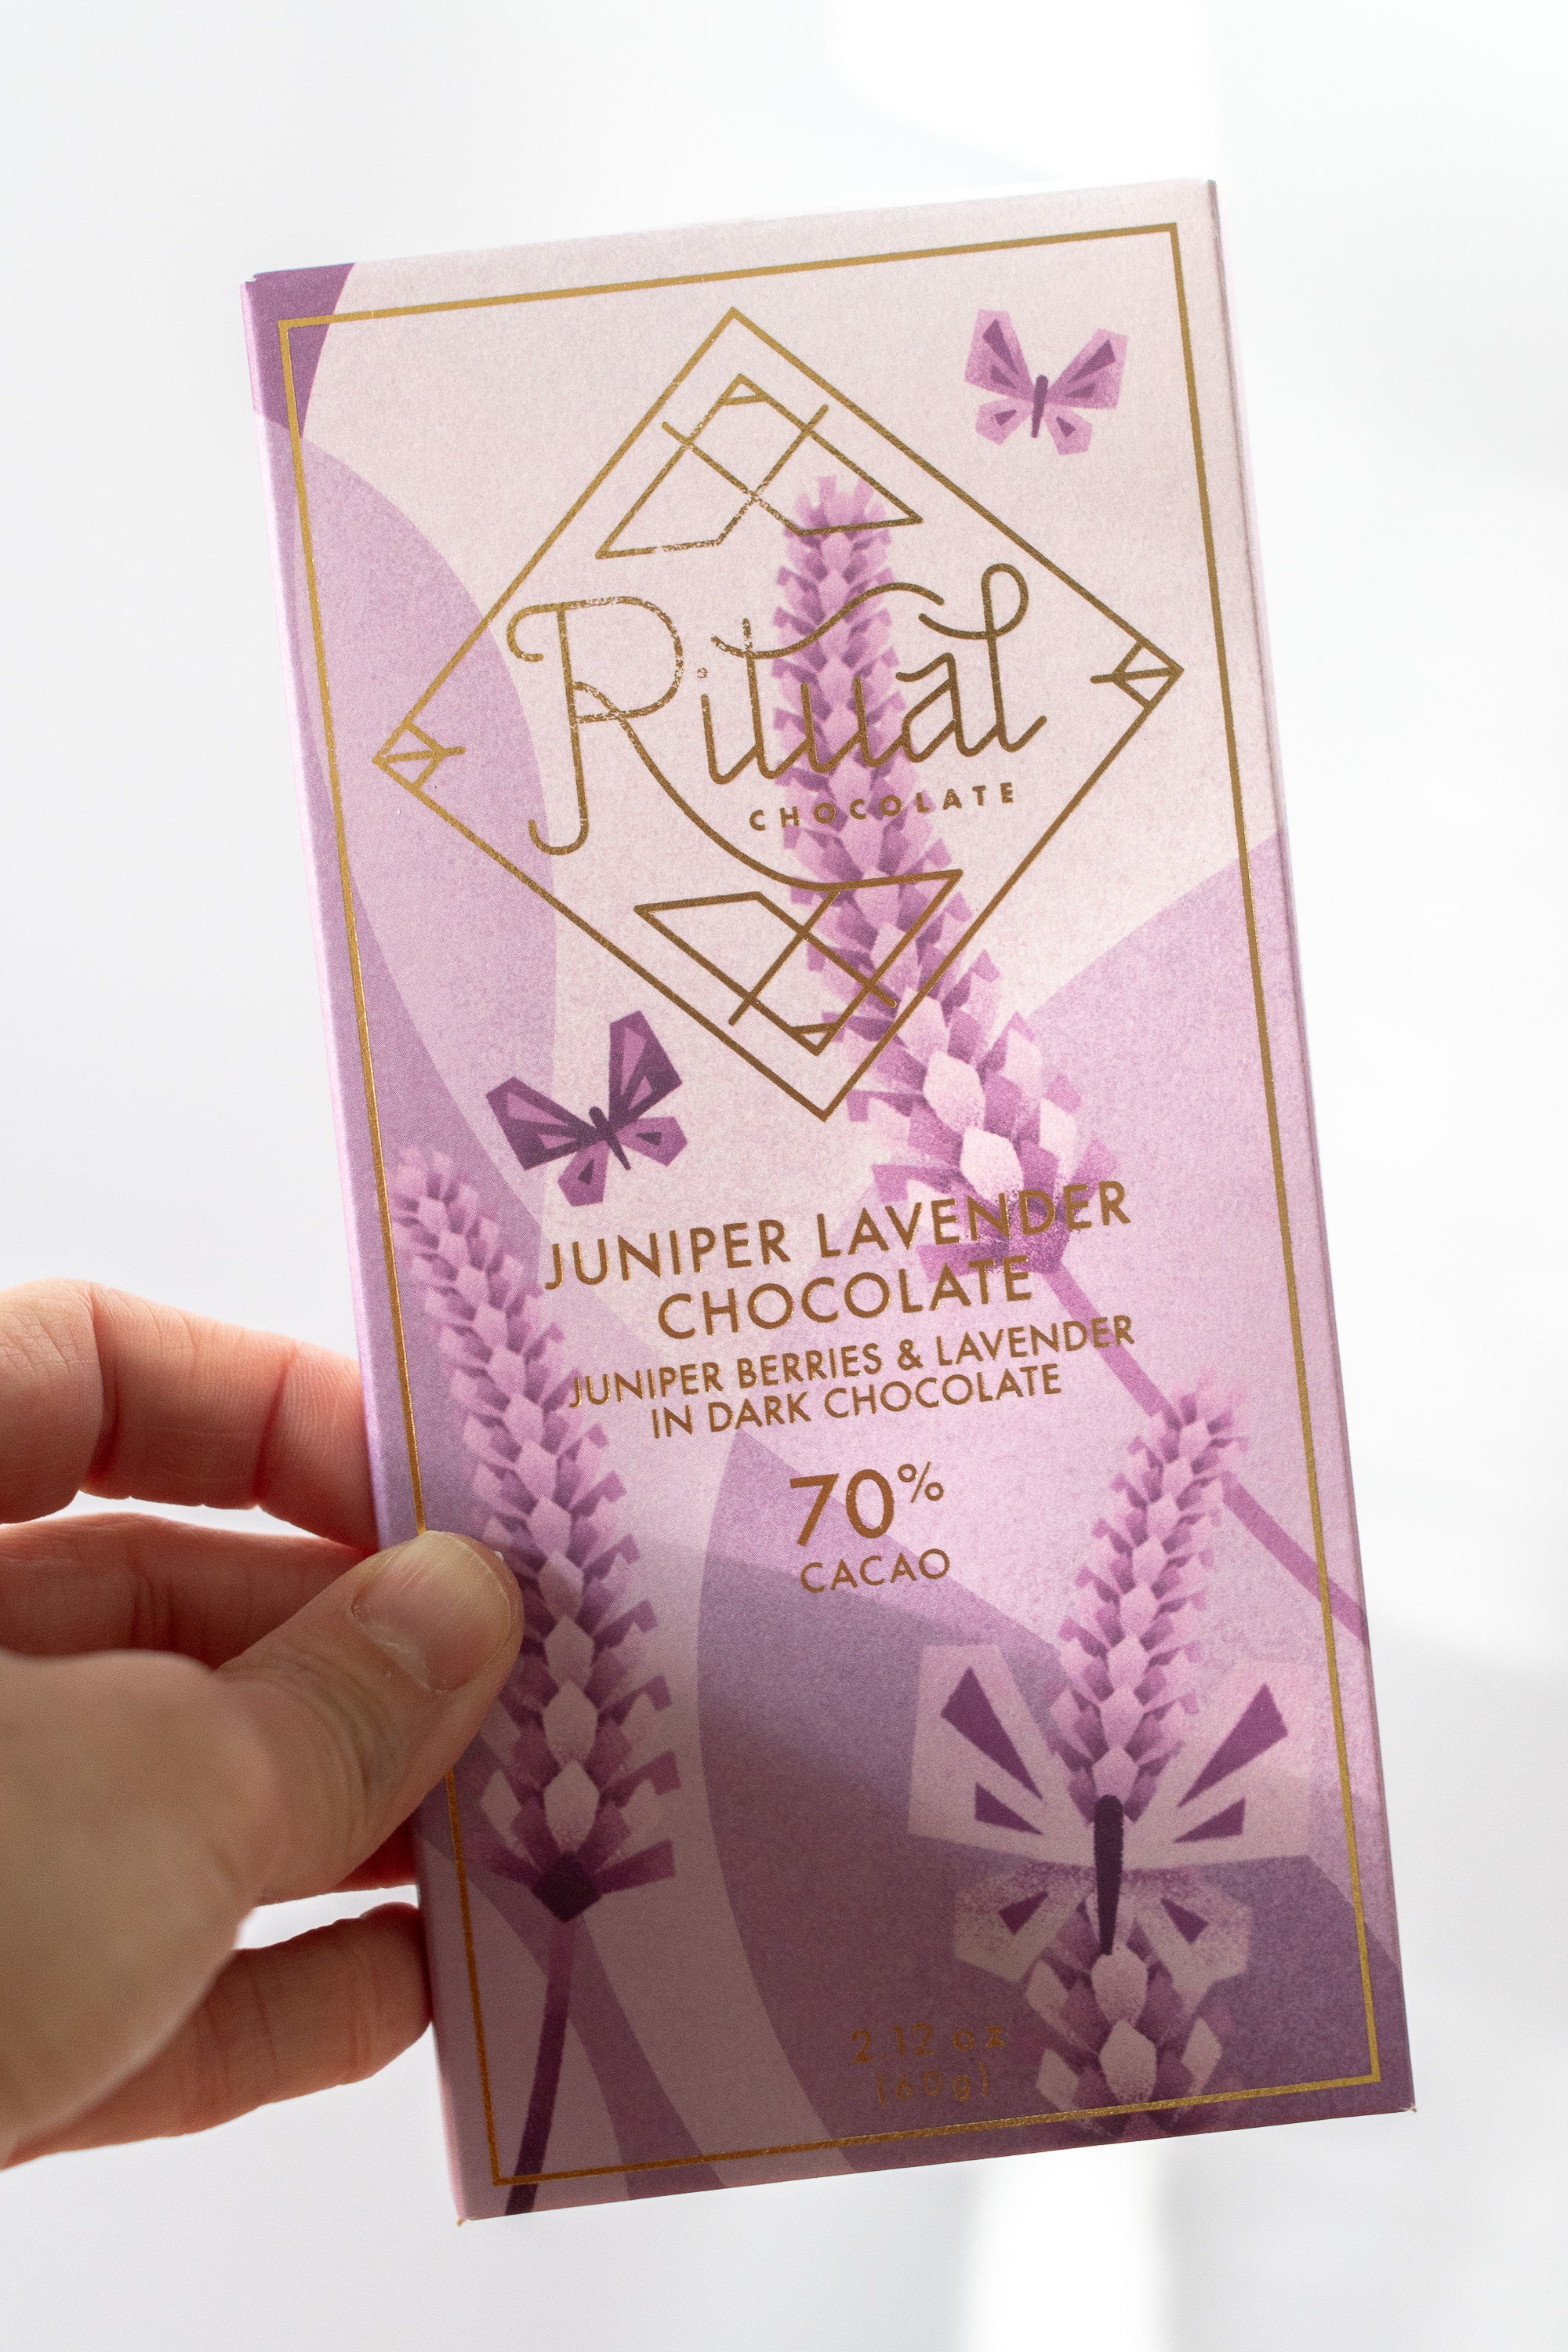 Ritual
CHOCOLATE
JUNIPER LAVENDER
CHOCOLATE
JUNIPER BERRIES & LAVENDER
IN DARK CHOCOLATE
70%
CACAO
2.12 oz
(60g)